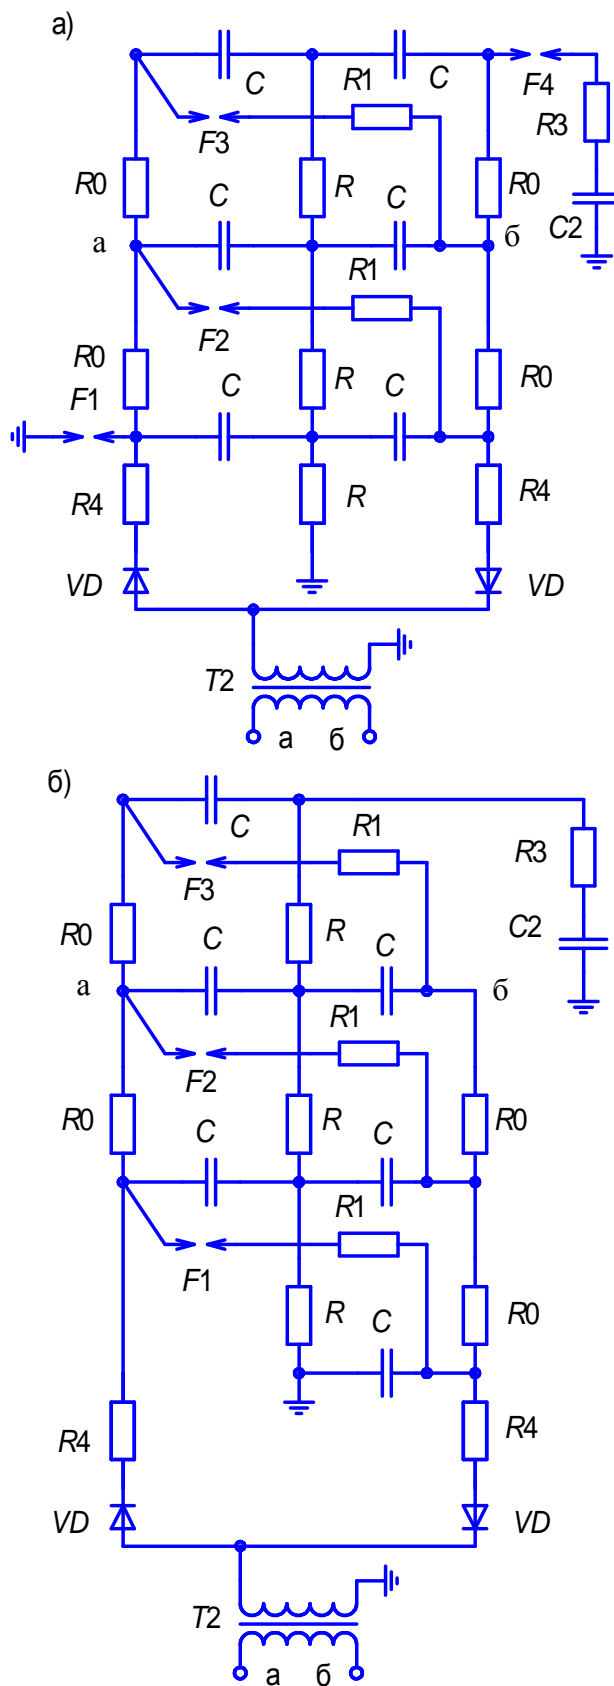 а)
C C R1 F4
F3 R3
R0 C R C R0 C2
а R1 б
F2
R0 R C R0
F1 C
R4 R R4
VD VD
T2
а б
б)
C R1 R3
F3
R0 C R C C2
а R1 б
F2
R0 C R C R0
R1
F1
R C R0
R4 R4
VD VD
T2
а б